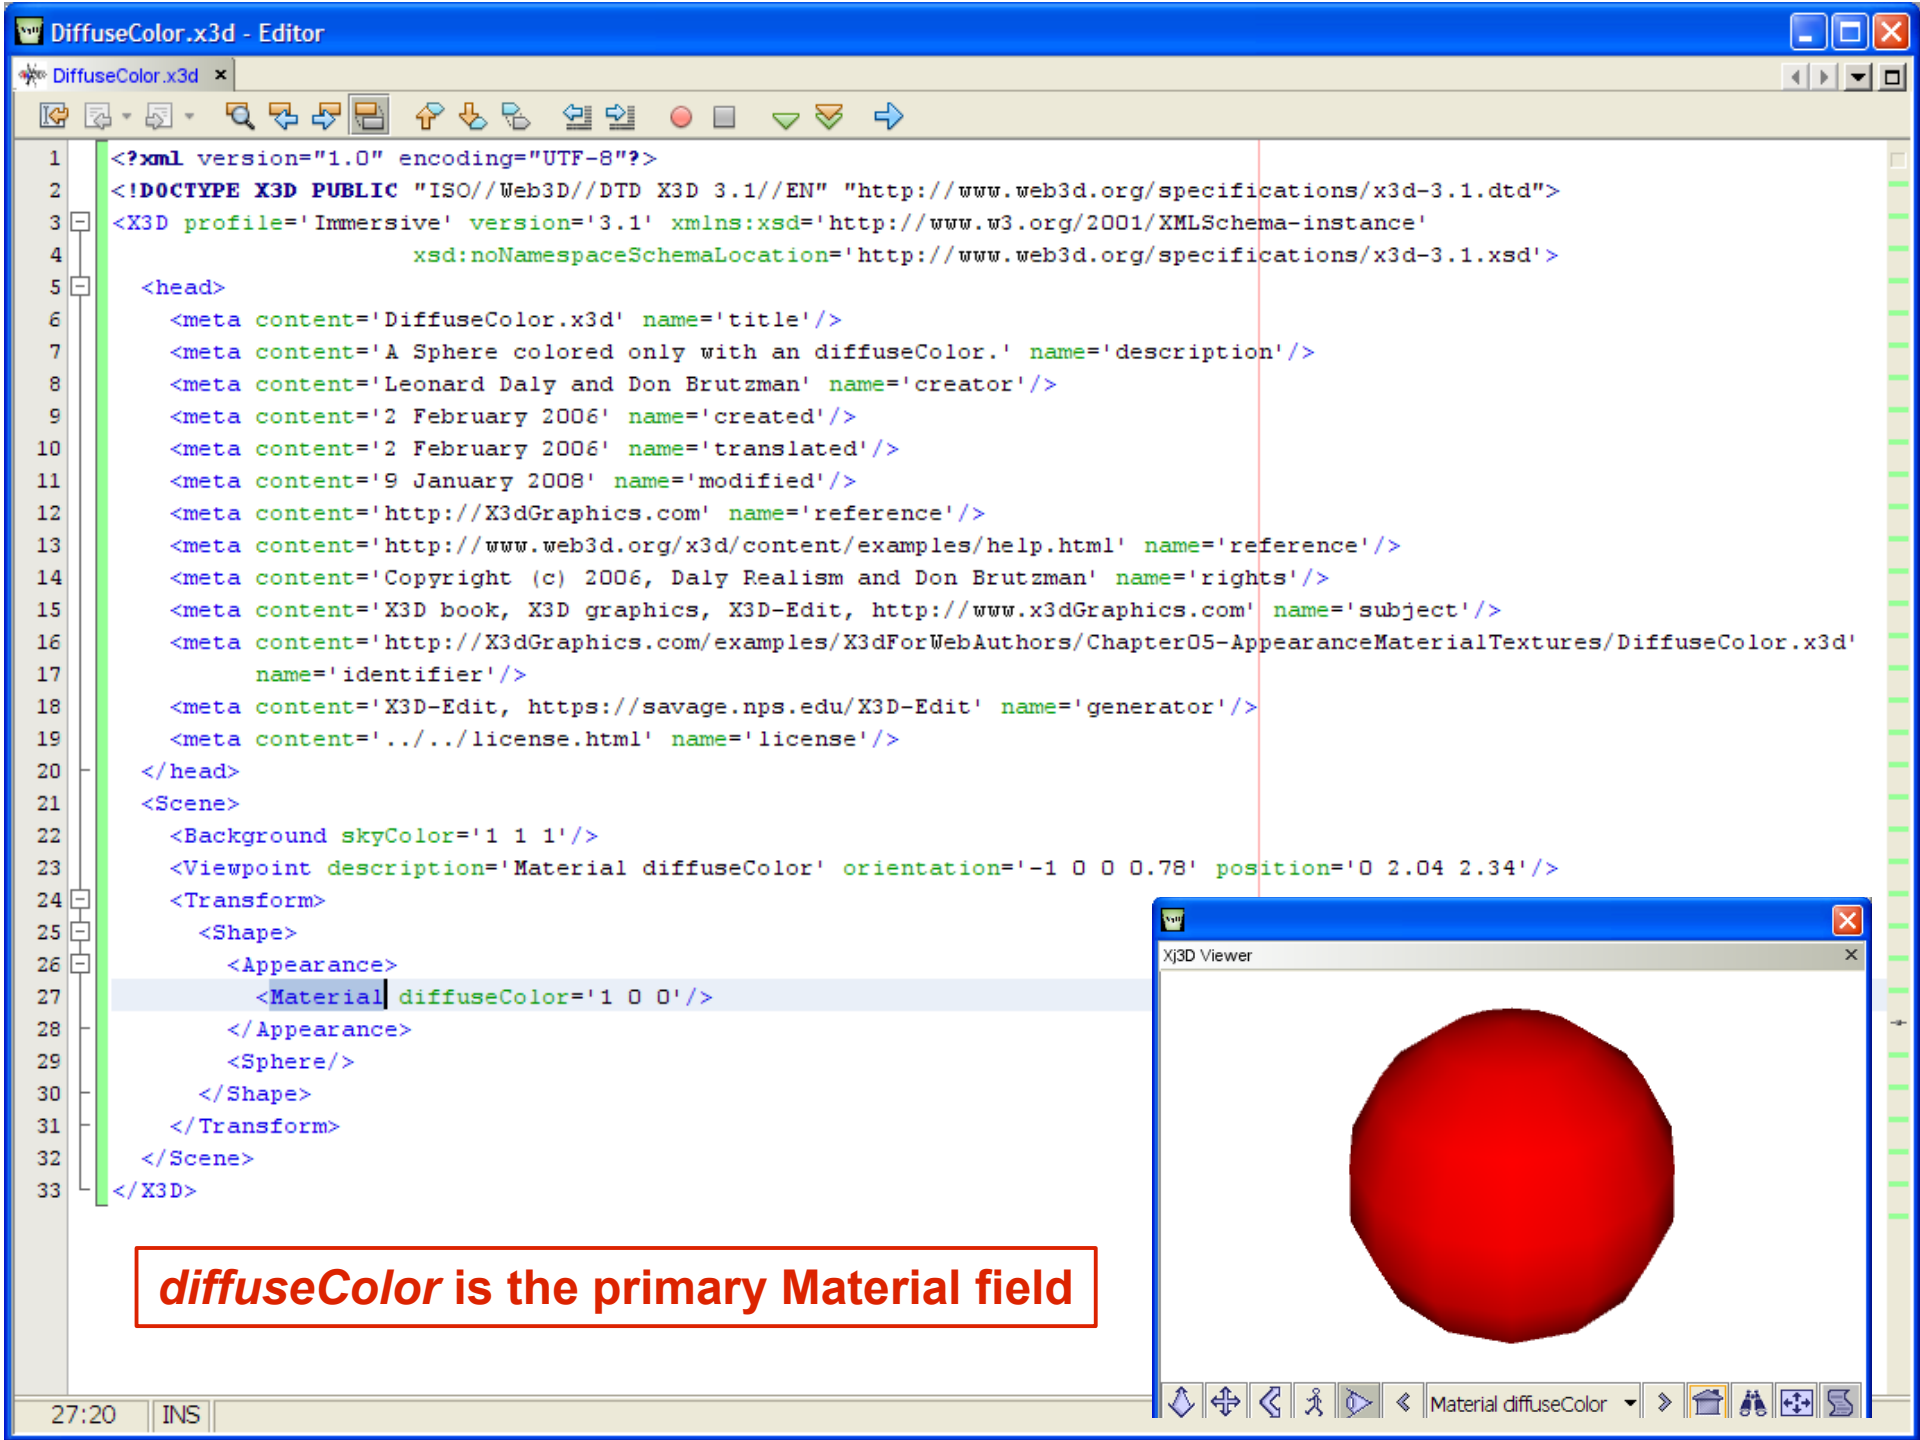 DiffuseColor.x3d - Editor
DiffuseColor.x3d
1 <?xml version="1.0" encoding="UTF-8"?>
2 <!DOCTYPE X3D PUBLIC "ISO//Web3D//DTD X3D 3.1//EN" "http://www.web3d.org/specifications/x3d-3.1.dtd">
3 <X3D profile='Immersive' version='3.1' xmlns:xsd='http://www.w3.org/2001/XMLSchema-instance'
4 xsd:noNamespaceSchemaLocation='http://www.web3d.org/specifications/x3d-3.1.xsd'>
5 <head>
6 <meta content='DiffuseColor.x3d' name='title'/>
7 <meta content='A Sphere colored only with an diffuseColor.' name='description'/>
8 <meta content='Leonard Daly and Don Brutzman' name='creator'/>
9 <meta content='2 February 2006' name='created'/>
10 <meta content='2 February 2006' name='translated'/>
11 <meta content='9 January 2008' name='modified'/>
12 <meta content='http://X3dGraphics.com' name='reference'/>
13 <meta content='http://www.web3d.org/x3d/content/examples/help.html' name='reference'/>
14 <meta content='Copyright (c) 2006, Daly Realism and Don Brutzman' name='rights'/>
15 <meta content='X3D book, X3D graphics, X3D-Edit, http://www.x3dGraphics.com' name='subject'/>
16 <meta content='http://X3dGraphics.com/examples/X3dForWebAuthors/Chapter05-AppearanceMaterialTextures/DiffuseColor.x3d'
17 name='identifier'/>
18 <meta content='X3D-Edit, https://savage.nps.edu/X3D-Edit' name='generator'/>
19 <meta content='../../license.html' name='license'/>
20 </head>
21 <Scene>
22 <Background skyColor='1 1 1'/>
23 <Viewpoint description='Material diffuseColor' orientation='-1 0 0 0.78' position='0 2.04 2.34'/>
24 <Transform>
25 <Shape>
26 <Appearance>
27 <Material diffuseColor='1 0 0'/>
28 </Appearance>
29 <Sphere/>
30 </Shape>
31 </Transform>
32 </Scene>
33 </X3D>
Xj3D Viewer
diffuseColor is the primary Material field
Material diffuseColor
27:20 INS